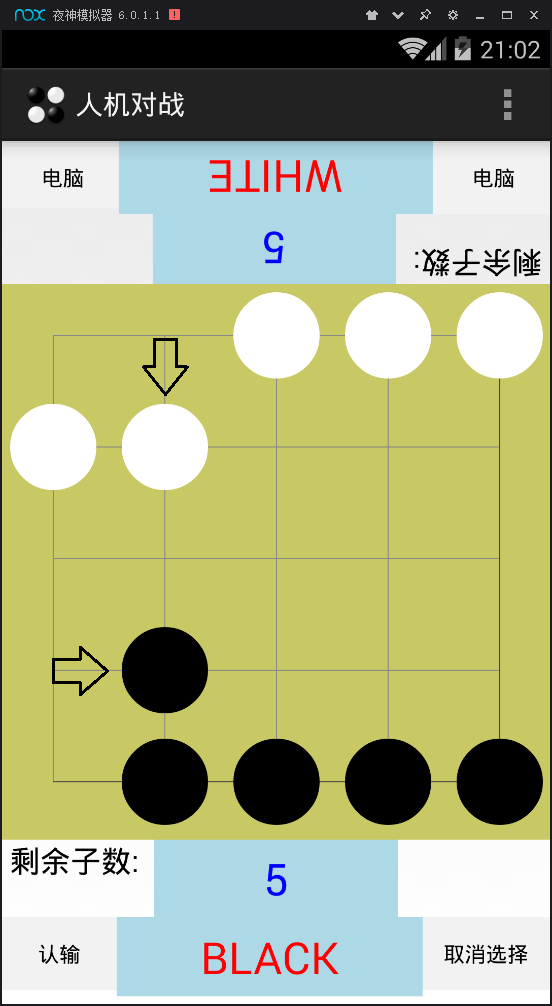 nox 夜神模拟器 6.0.1.1
21:02
人机对战
电脑 WHITE 电脑
5 剩余子数:
剩余子数: 5
认输 BLACK 取消选择